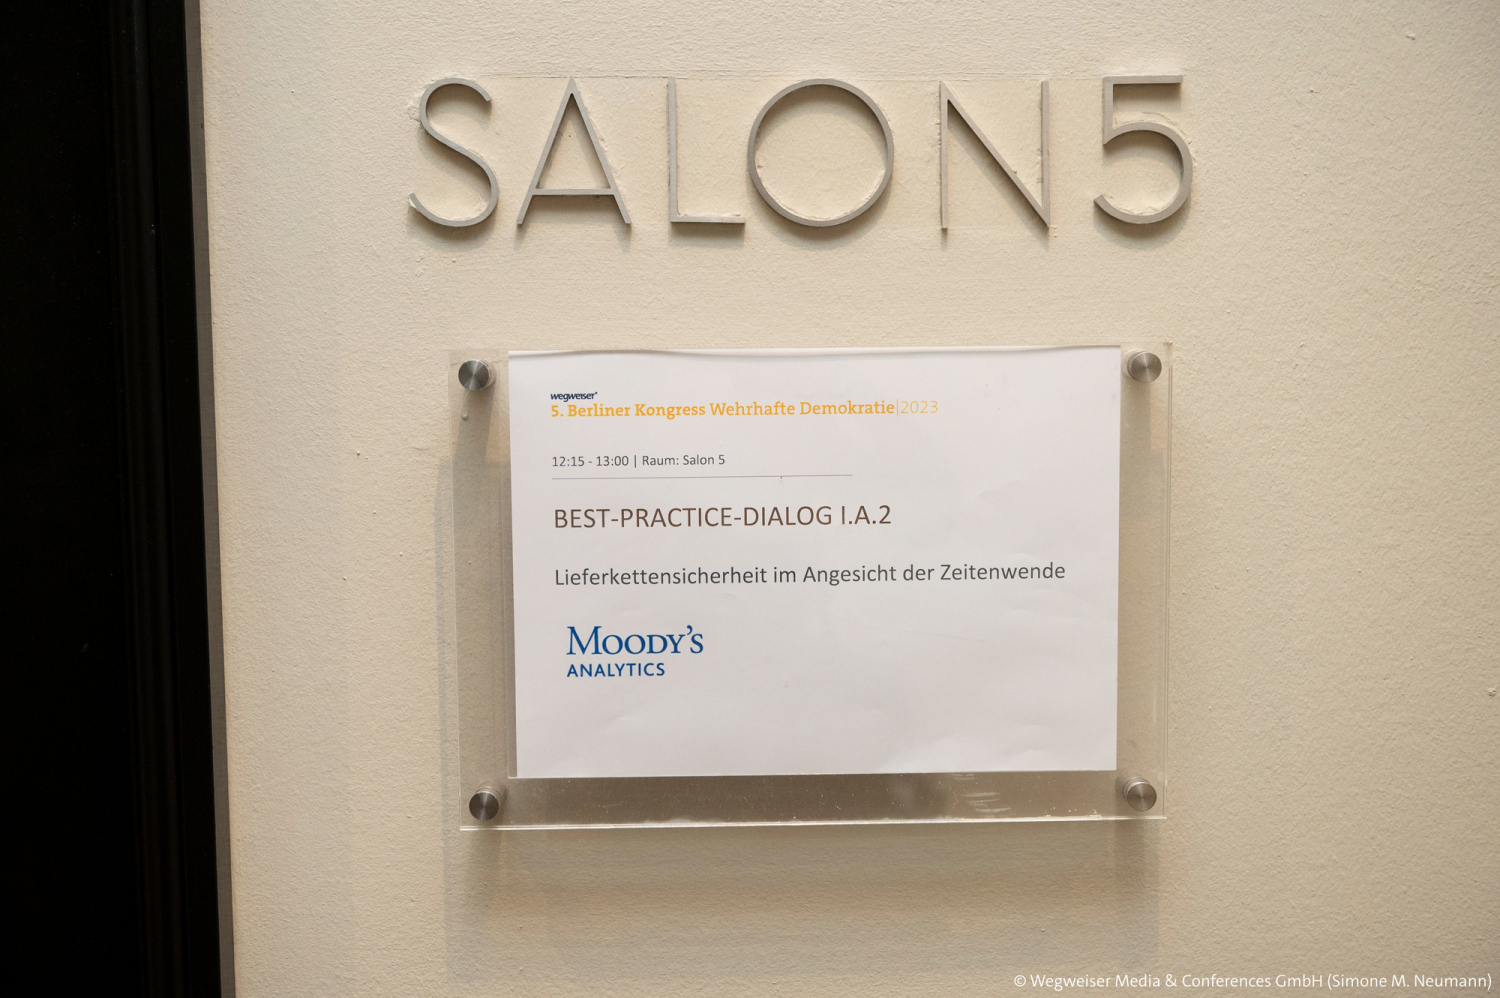 SALON 5
wegweiser
5. Berliner Kongress Wehrhafte Demokratie|2023
12:15 - 13:00 | Raum: Salon 5
BEST-PRACTICE-DIALOG I.A.2
Lieferkettensicherheit im Angesicht der Zeitenwende
MOODY'S
ANALYTICS
© Wegweiser Media & Conferences GmbH (Simone M. Neumann)